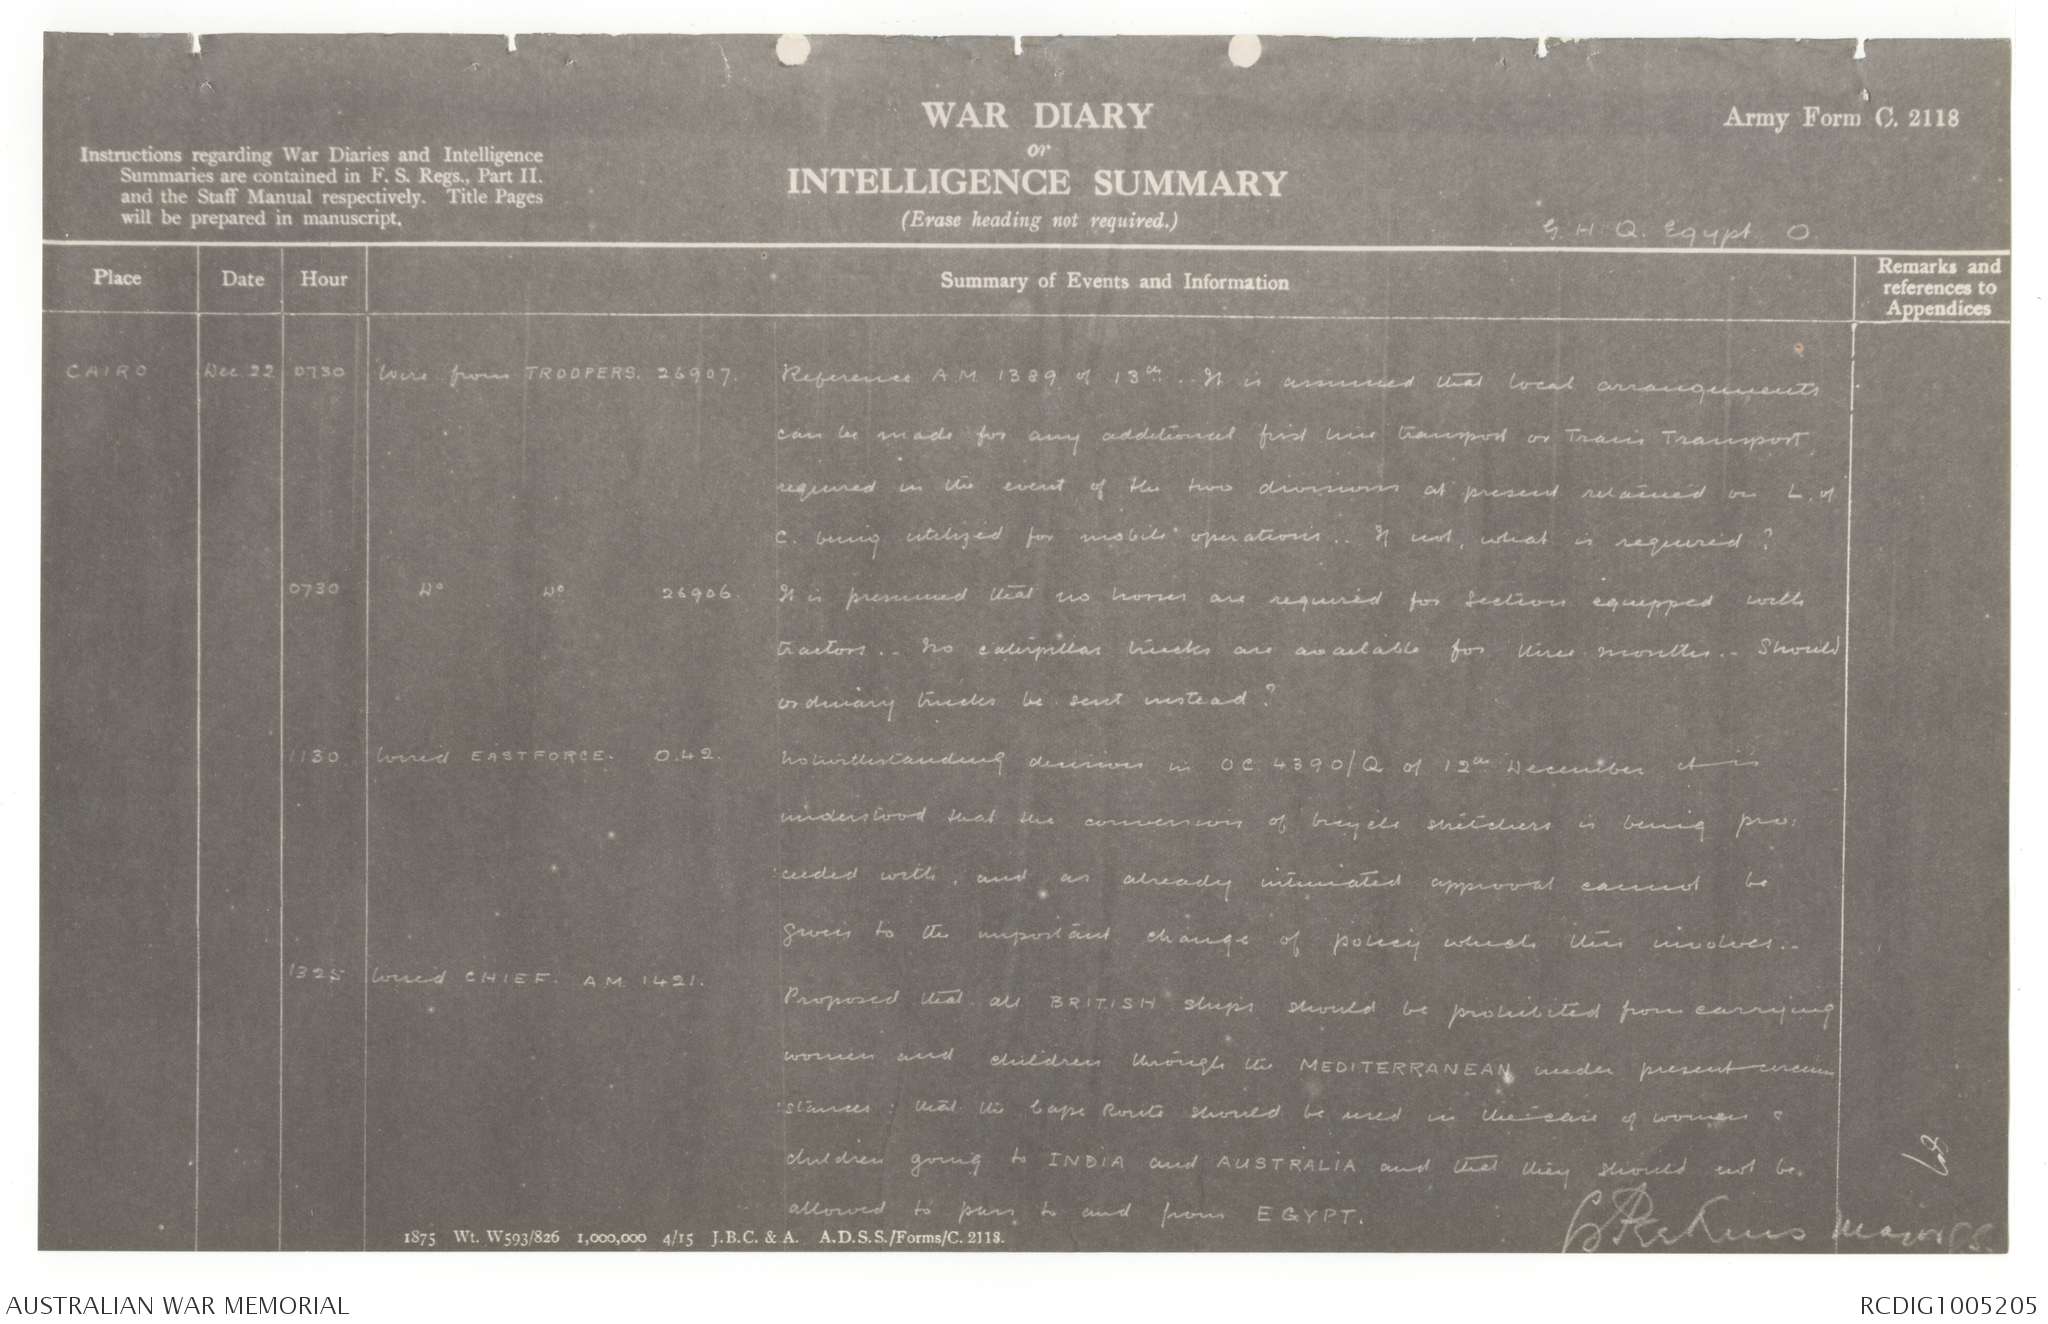 WAR DIARY
or
INTELLIGENCE SUMMARY
(Erase heading not required.)
Army Form C. 2118
Instructions regarding War Diaries and Intelligence
Summaries are contained in F. S. Regs., Part II.
and the Staff Manual respectively. Title Pages
will be prepared in manuscript.
G. H. Q. Egypt O.
Place Date Hour Summary of Events and Information Remarks and
references to
Appendices
CAIRO Dec. 22 0730 Wire from TROOPERS. 26907. Reference A.M. 1389 of 13th.. It is assumed that local arrangements
can be made for any additional first line transport or Train Transport
required in the event of the two divisions at present retained on L. of
C. being utilized for mobile operations.. If not, what is required?
0730 Do Do 26906. It is presumed that no horses are required for section equipped with
tractors.. No caterpillar trucks are available for three months.. Should
ordinary trucks be sent instead?
1130 Wired EASTFORCE. O.42. Notwithstanding decision in OC 4390/Q of 12th December it is
understood that the conversion of bicycle stretchers is being pro:
:ceeded with, and as already intimated approval cannot be
given to the important change of policy which this involves..
1325 Wired CHIEF. A.M. 1421. Proposed that all BRITISH ships should be prohibited from carrying
women and children through the MEDITERRANEAN under present circum
:stances: that the Cape Route should be used in the case of women &
children going to INDIA and AUSTRALIA and that they should not be
allowed to pass to and from EGYPT.
Major GS.
1875 Wt. W593/826 1,000,000 4/15 J.B.C. & A. A.D.S.S./Forms/C. 2118.
AUSTRALIAN WAR MEMORIAL RCDIG1005205